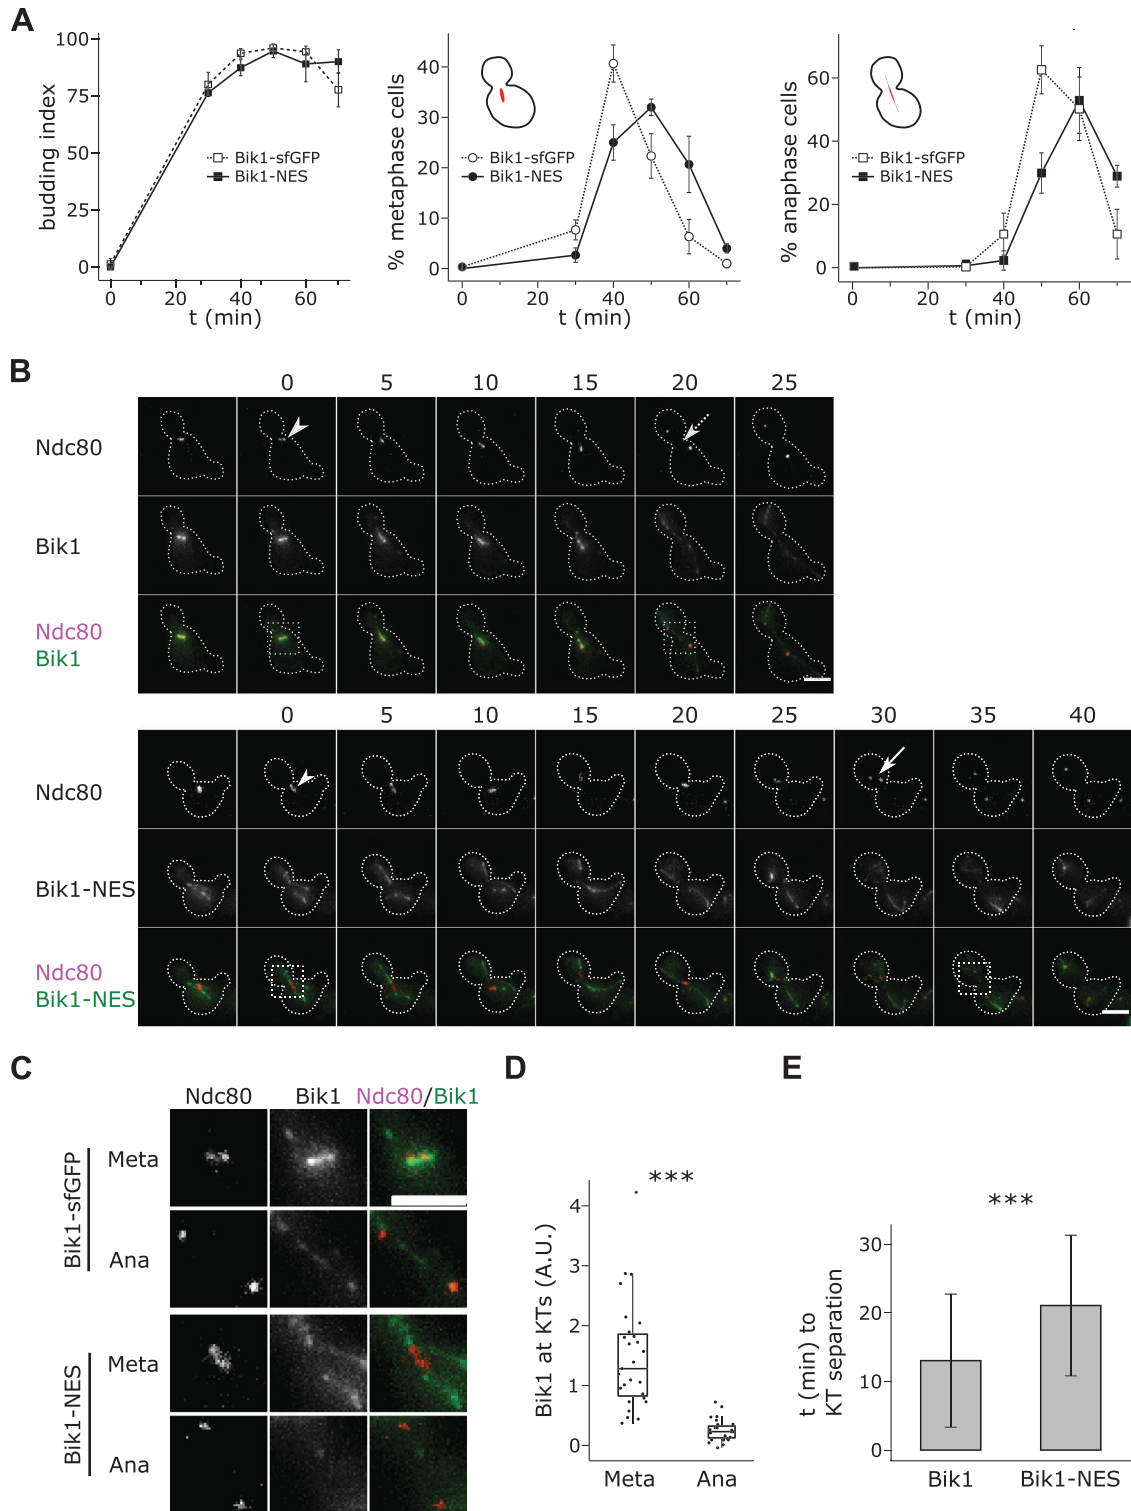 A
100
75
50
25
0
budding index
Bik1-sfGFP
Bik1-NES
0 20 40 60
t (min)
40
30
20
10
0
% metaphase cells
Bik1-sfGFP
Bik1-NES
0 20 40 60
t (min)
60
40
20
0
% anaphase cells
Bik1-sfGFP
Bik1-NES
0 20 40 60
t (min)
B
0 5 10 15 20 25
Ndc80
Bik1
Ndc80
Bik1
0 5 10 15 20 25 30 35 40
Ndc80
Bik1-NES
Ndc80
Bik1-NES
C
Ndc80 Bik1 Ndc80/Bik1
Bik1-sfGFP
Meta
Ana
Bik1-NES
Meta
Ana
D
***
Bik1 at KTs (A.U.)
4
3
2
1
0
Meta Ana
E
***
t (min) to
KT separation
30
20
10
0
Bik1 Bik1-NES